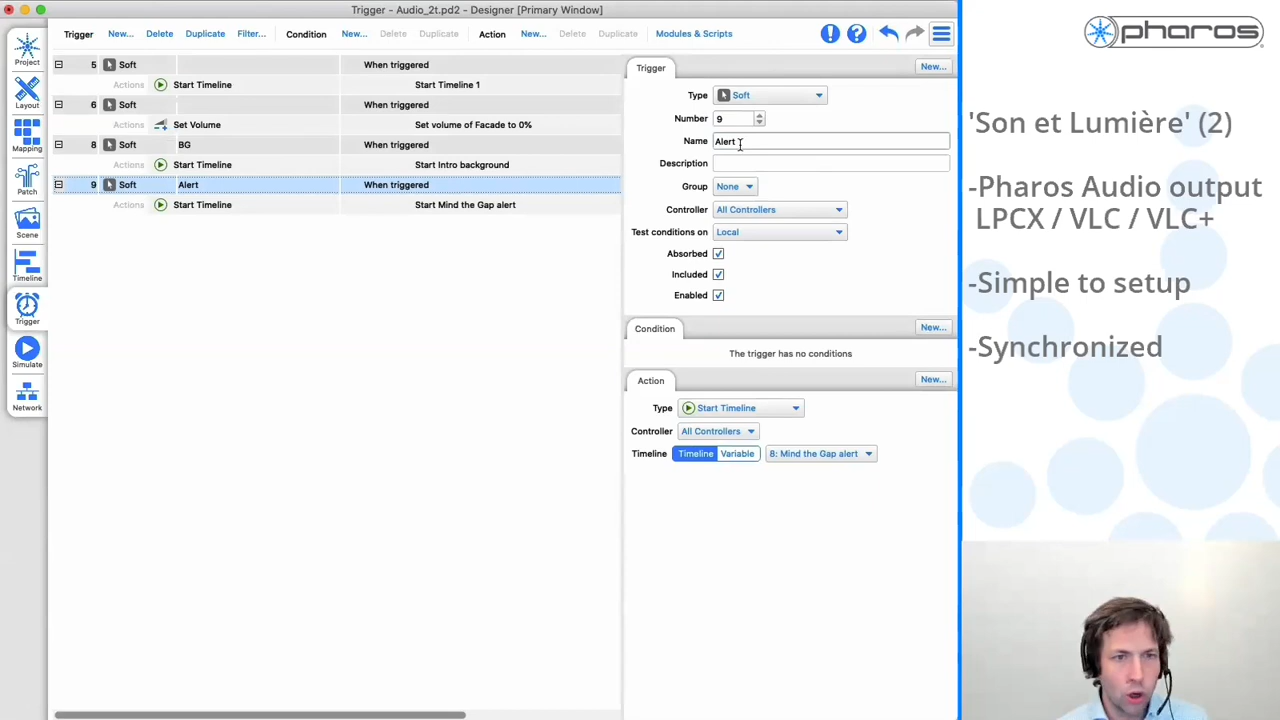 Trigger - Audio_2t.pd2 - Designer [Primary Window]
Trigger New... Delete Duplicate Filter... Condition New... Delete Duplicate Action New... Delete Duplicate Modules & Scripts
Project
Layout
Mapping
Patch
Scene
Timeline
Trigger
Simulate
Network
5 Soft When triggered
Actions Start Timeline Start Timeline 1
6 Soft When triggered
Actions Set Volume Set volume of Facade to 0%
8 Soft BG When triggered
Actions Start Timeline Start Intro background
9 Soft Alert When triggered
Actions Start Timeline Start Mind the Gap alert
Trigger New...
Type Soft
Number 9
Name Alert
Description
Group None
Controller All Controllers
Test conditions on Local
Absorbed
Included
Enabled
Condition New...
The trigger has no conditions
Action New...
Type Start Timeline
Controller All Controllers
Timeline Timeline Variable 8: Mind the Gap alert
pharos
'Son et Lumière' (2)
-Pharos Audio output
LPCX / VLC / VLC+
-Simple to setup
-Synchronized